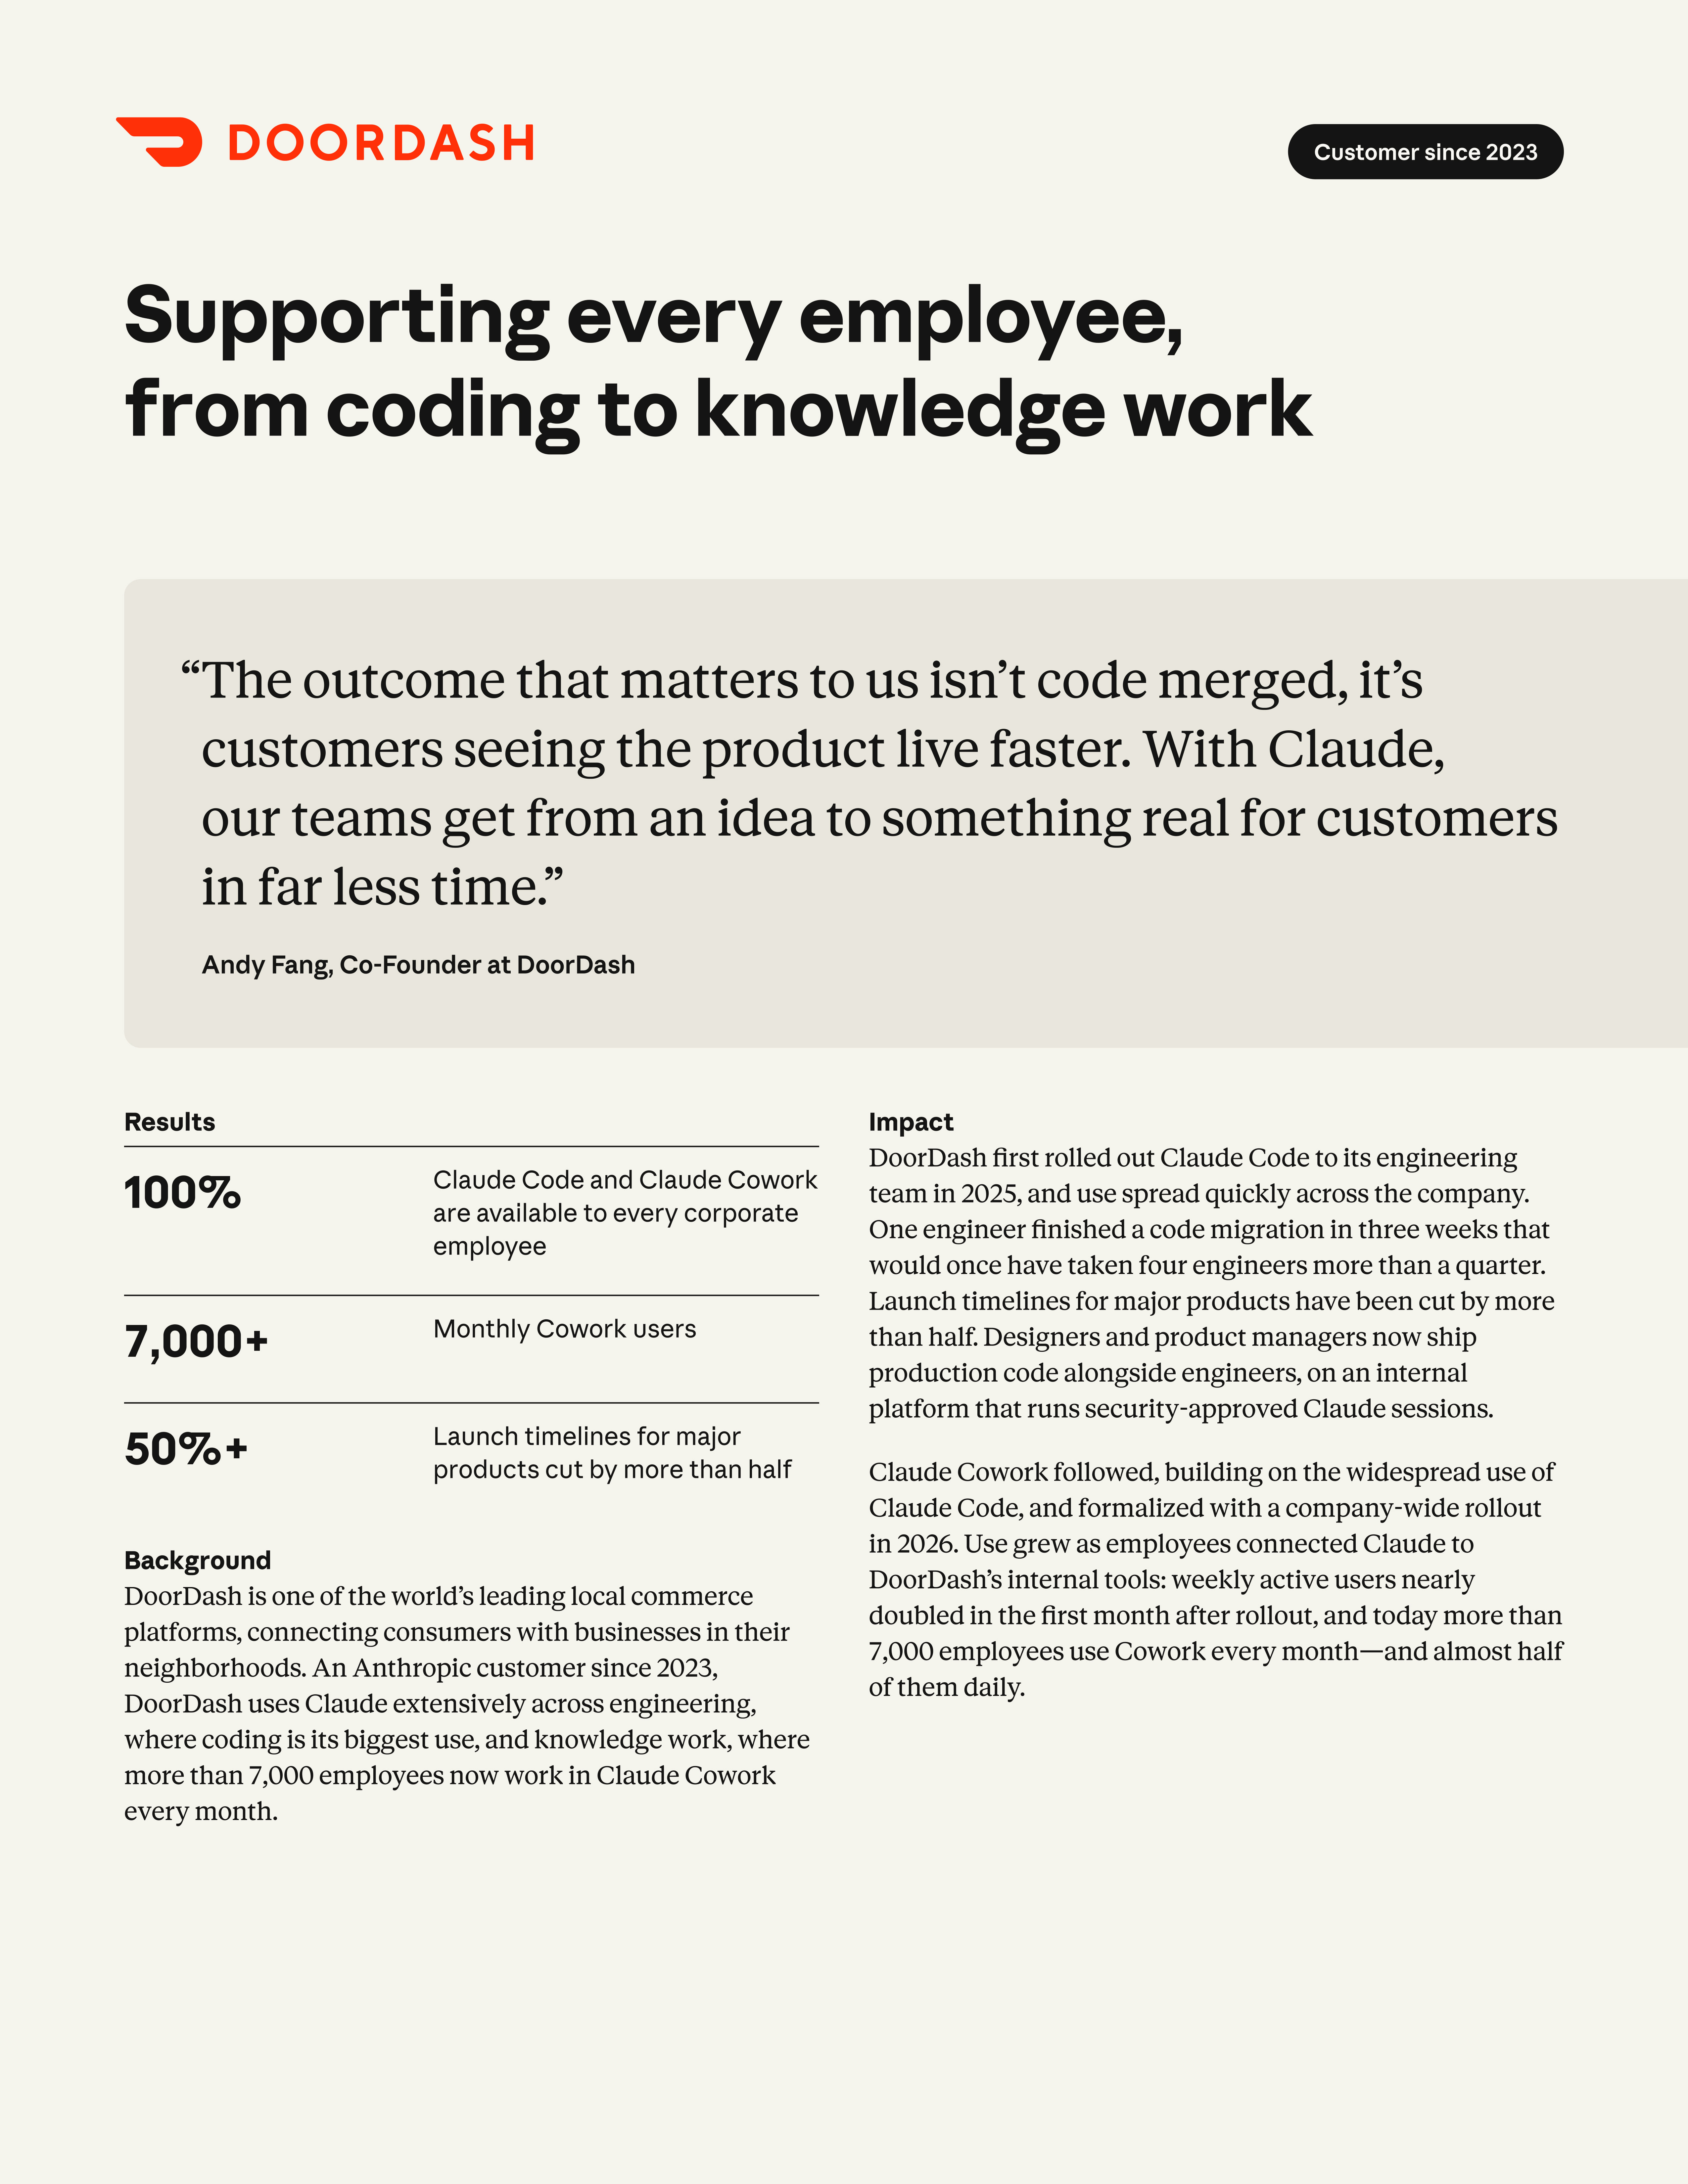 DOORDASH
Customer since 2023
Supporting every employee,
from coding to knowledge work
“The outcome that matters to us isn’t code merged, it’s
customers seeing the product live faster. With Claude,
our teams get from an idea to something real for customers
in far less time.”
Andy Fang, Co-Founder at DoorDash
Results
100%
Claude Code and Claude Cowork
are available to every corporate
employee
7,000+
Monthly Cowork users
50%+
Launch timelines for major
products cut by more than half
Background
DoorDash is one of the world’s leading local commerce
platforms, connecting consumers with businesses in their
neighborhoods. An Anthropic customer since 2023,
DoorDash uses Claude extensively across engineering,
where coding is its biggest use, and knowledge work, where
more than 7,000 employees now work in Claude Cowork
every month.
Impact
DoorDash first rolled out Claude Code to its engineering
team in 2025, and use spread quickly across the company.
One engineer finished a code migration in three weeks that
would once have taken four engineers more than a quarter.
Launch timelines for major products have been cut by more
than half. Designers and product managers now ship
production code alongside engineers, on an internal
platform that runs security-approved Claude sessions.
Claude Cowork followed, building on the widespread use of
Claude Code, and formalized with a company-wide rollout
in 2026. Use grew as employees connected Claude to
DoorDash’s internal tools: weekly active users nearly
doubled in the first month after rollout, and today more than
7,000 employees use Cowork every month—and almost half
of them daily.